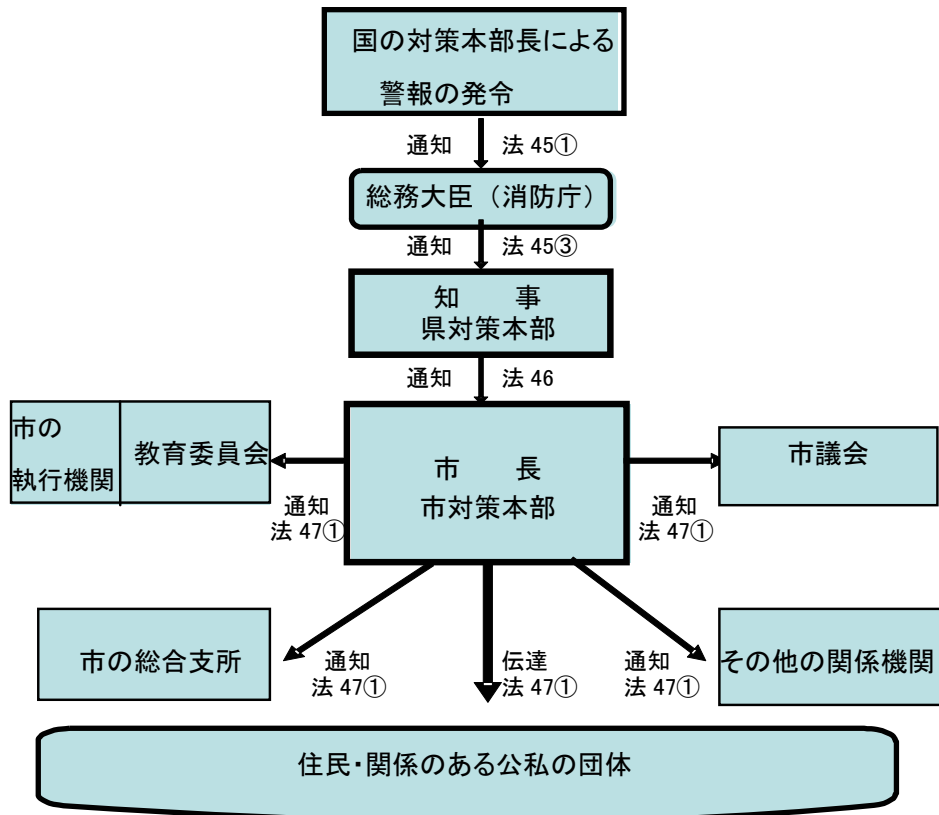 国の対策本部長による
警報の発令
通知 法 45①
総務大臣（消防庁）
通知 法 45③
知 事
県対策本部
通知 法 46
市の
執行機関
教育委員会
市 長
市対策本部
市議会
通知
法 47①
通知
法 47①
市の総合支所
通知
法 47①
伝達
法 47①
通知
法 47①
その他の関係機関
住民・関係のある公私の団体